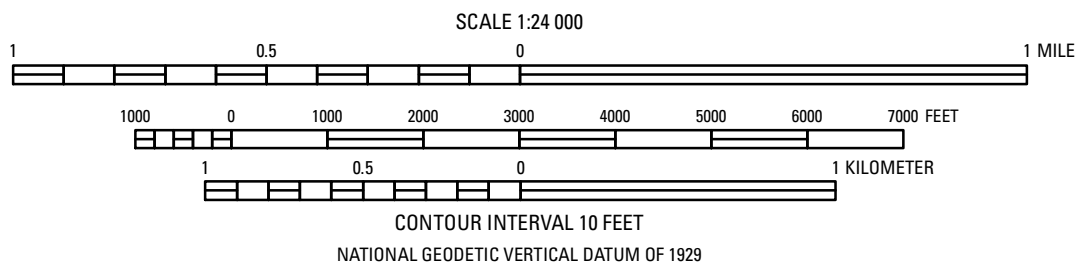 SCALE 1:24 000
1 0.5 0 1 MILE
1000 0 1000 2000 3000 4000 5000 6000 7000 FEET
1 0.5 0 1 KILOMETER
CONTOUR INTERVAL 10 FEET
NATIONAL GEODETIC VERTICAL DATUM OF 1929